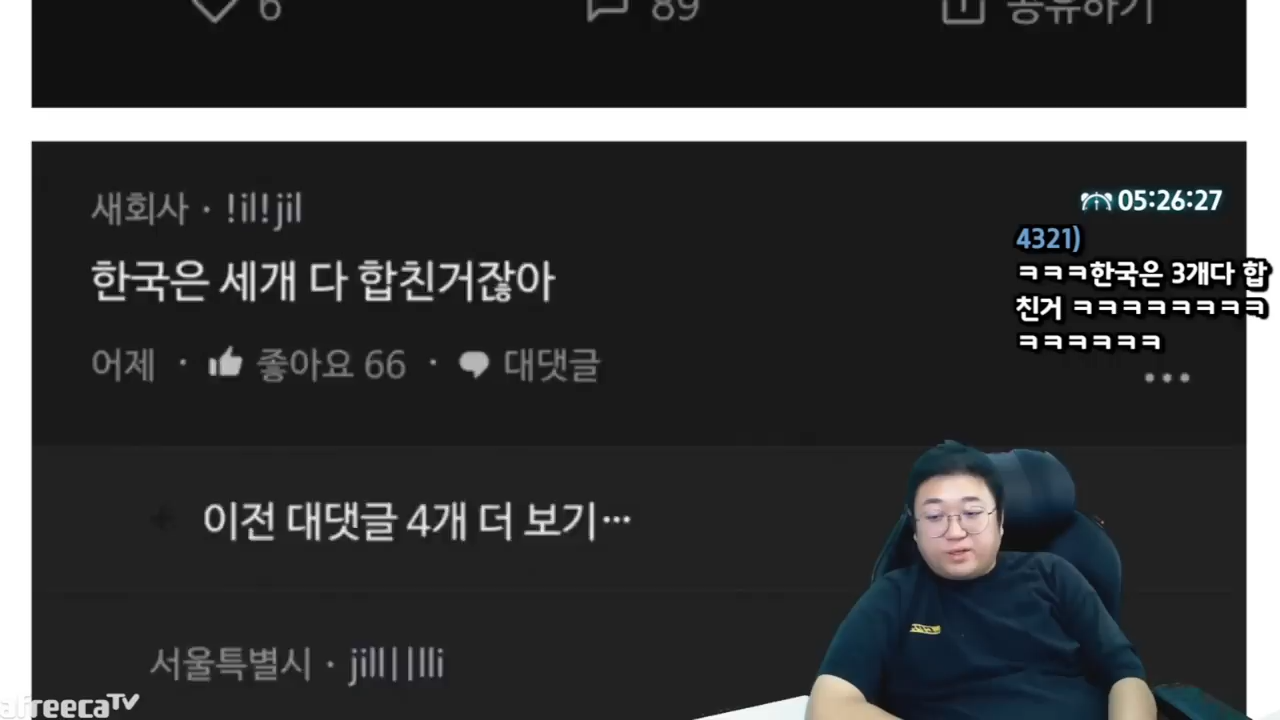 6
89
공유하기
새회사 · !il!jil
05:26:27
4321)
한국은 세개 다 합친거잖아
ㅋㅋㅋ한국은 3개다 합
친거 ㅋㅋㅋㅋㅋㅋㅋㅋ
ㅋㅋㅋㅋㅋㅋ
어제 · 좋아요 66 · 대댓글
이전 대댓글 4개 더 보기…
서울특별시 · jill||lli
afreecaTV